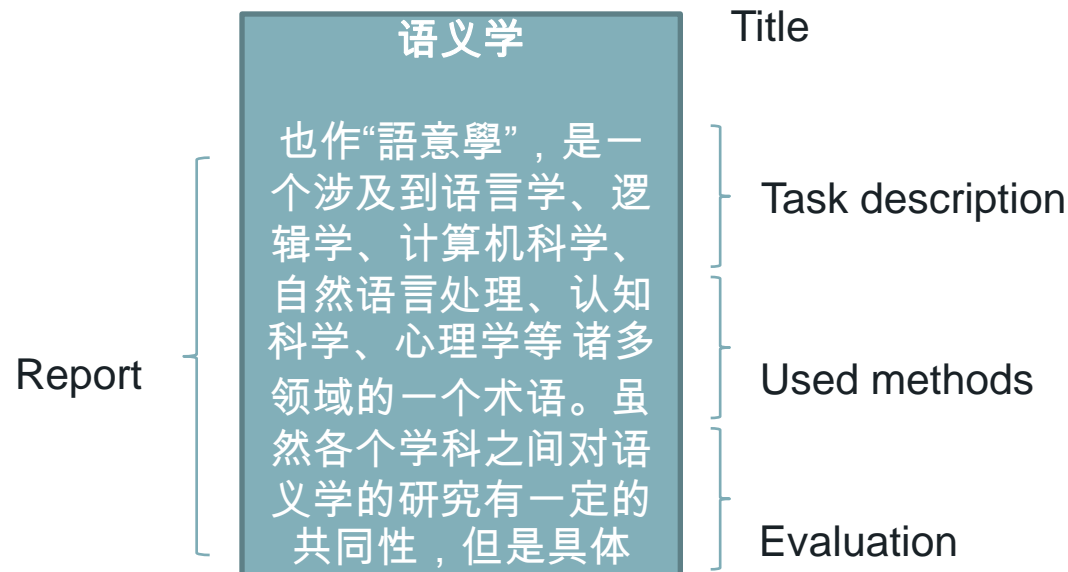 语义学
Title
也作“語意學”，是一
个涉及到语言学、逻
辑学、计算机科学、
Task description
自然语言处理、认知
科学、心理学等 诸多
领域的一个术语。虽
Report
Used methods
然各个学科之间对语
义学的研究有一定的
共同性，但是具体
Evaluation